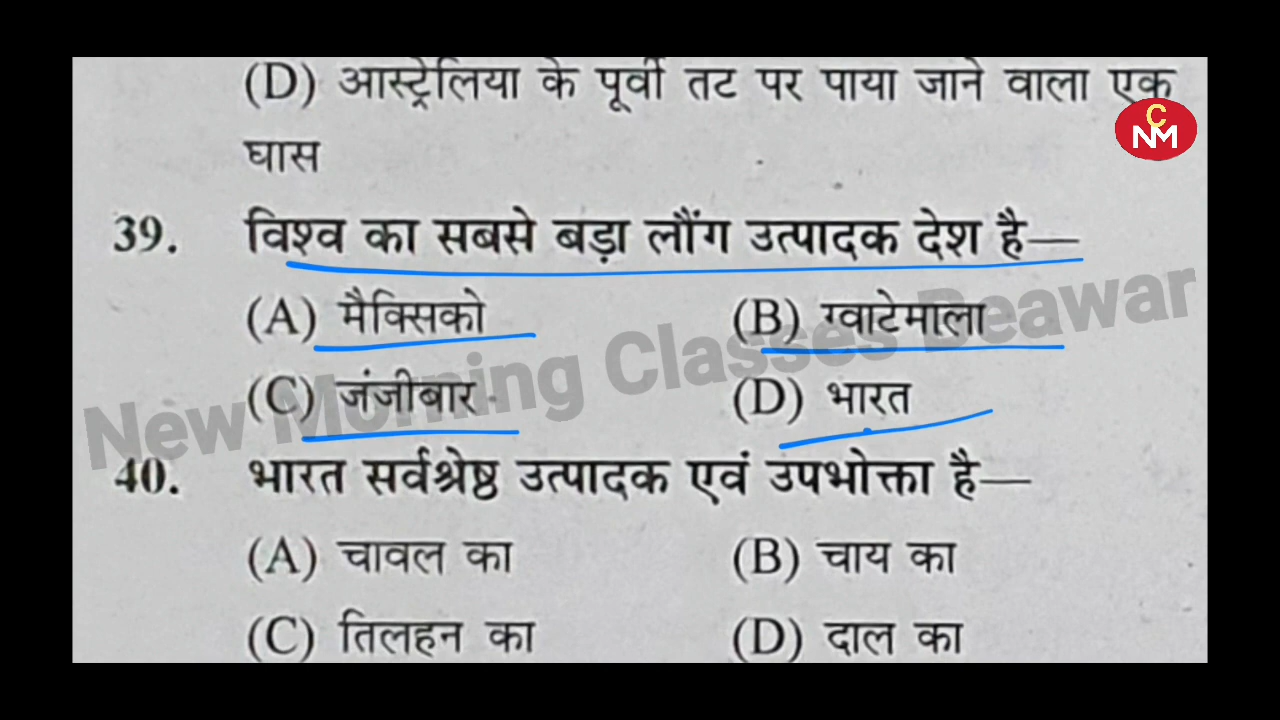 (D) आस्ट्रेलिया के पूर्वी तट पर पाया जाने वाला एक
घास
C
NM
39. विश्व का सबसे बड़ा लौंग उत्पादक देश है—
(A) मैक्सिको (B) ग्वाटेमाला
(C) जंजीबार (D) भारत
New Morning Classes Beawar
40. भारत सर्वश्रेष्ठ उत्पादक एवं उपभोक्ता है—
(A) चावल का (B) चाय का
(C) तिलहन का (D) दाल का